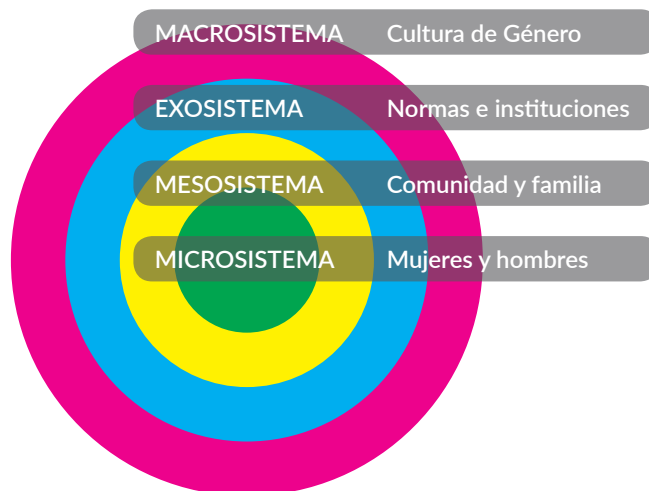 MACROSISTEMA Cultura de Género
EXOSISTEMA Normas e instituciones
MESOSISTEMA Comunidad y familia
MICROSISTEMA Mujeres y hombres